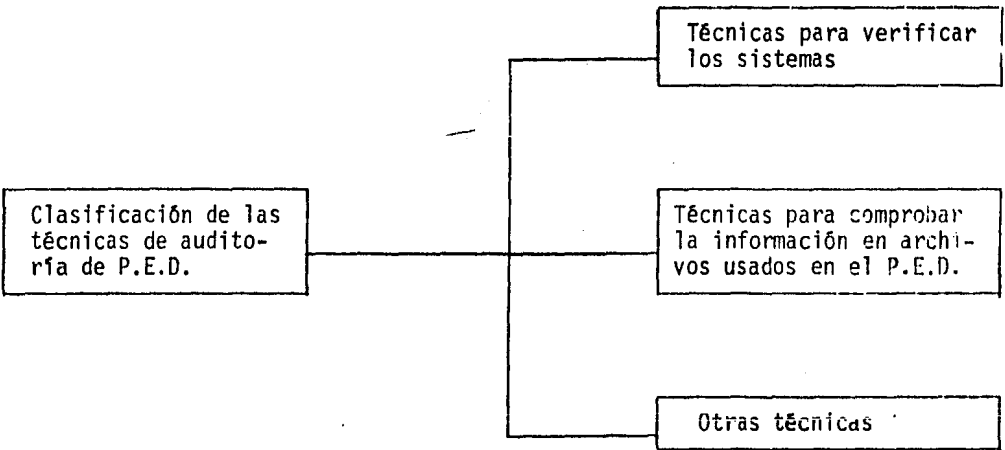 Técnicas para verificar
los sistemas
Clasificación de las
técnicas de audito-
ría de P.E.D.
Técnicas para comprobar
la información en archi-
vos usados en el P.E.D.
Otras técnicas